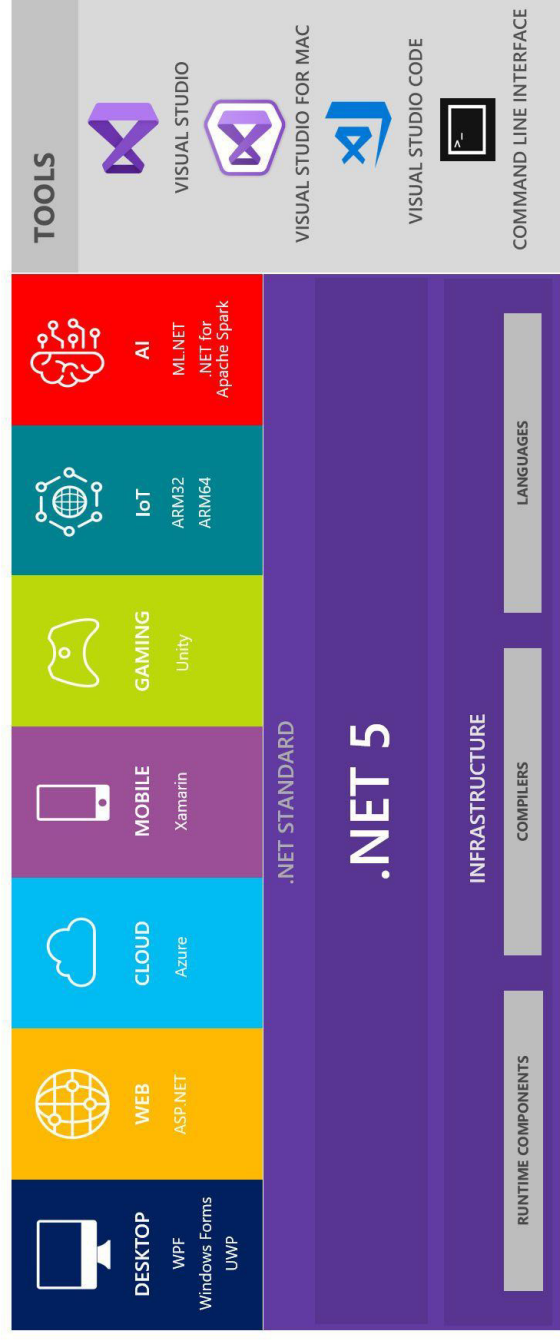 DESKTOP
WPF
Windows Forms
UWP
WEB
ASP.NET
CLOUD
Azure
MOBILE
Xamarin
GAMING
Unity
IoT
ARM32
ARM64
AI
ML.NET
.NET for
Apache Spark
.NET STANDARD
.NET 5
INFRASTRUCTURE
RUNTIME COMPONENTS
COMPILERS
LANGUAGES
TOOLS
VISUAL STUDIO
VISUAL STUDIO FOR MAC
VISUAL STUDIO CODE
>_
COMMAND LINE INTERFACE